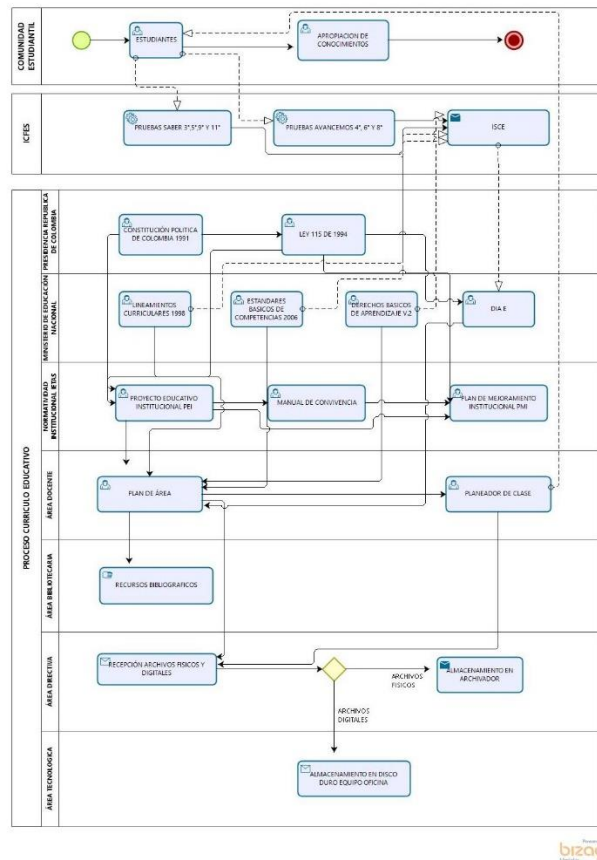 COMUNIDAD
ESTUDIANTIL
ESTUDIANTES
APROPIACION DE
CONOCIMIENTOS
ICFES
PRUEBAS SABER 3°,5°,9° Y 11°
PRUEBAS AVANCEMOS 4°, 6° Y 8°
ISCE
PROCESO CURRICULO EDUCATIVO
PRESIDENCIA REPUBLICA
DE COLOMBIA
CONSTITUCIÓN POLITICA
DE COLOMBIA 1991
LEY 115 DE 1994
MINISTERIO DE EDUCACIÓN
NACIONAL
LINEAMIENTOS
CURRICULARES 1998
ESTANDARES
BASICOS DE
COMPETENCIAS 2006
DERECHOS BASICOS
DE APRENDIZAJE V.2
DIA E
NORMATIVIDAD
INSTITUCIONAL IETAS
PROYECTO EDUCATIVO
INSTITUCIONAL PEI
MANUAL DE CONVIVENCIA
PLAN DE MEJORAMIENTO
INSTITUCIONAL PMI
ÁREA DOCENTE
PLAN DE ÁREA
PLANEADOR DE CLASE
ÁREA BIBLIOTECARIA
RECURSOS BIBLIOGRAFICOS
ÁREA DIRECTIVA
RECEPCIÓN ARCHIVOS FISICOS Y
DIGITALES
ARCHIVOS
FISICOS
ALMACENAMIENTO EN
ARCHIVADOR
ARCHIVOS
DIGITALES
ÁREA TECNOLOGICA
ALMACENAMIENTO EN DISCO
DURO EQUIPO OFICINA